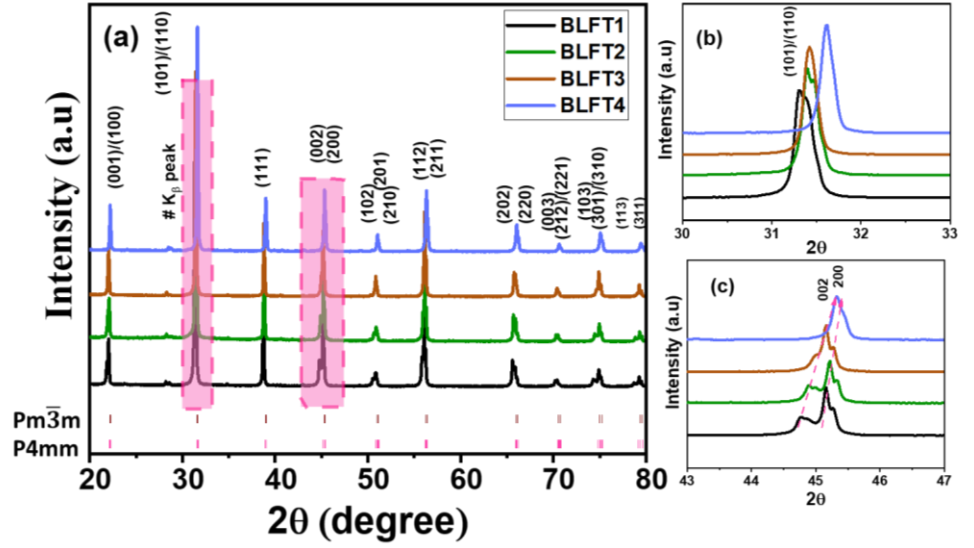 (a)
BLFT1
BLFT2
BLFT3
BLFT4
Intensity (a.u)
(001)/(100)
# Kβ peak
(101)/(110)
(111)
(002)
(200)
(102)
(201)
(210)
(112)
(211)
(202)
(220)
(003)
(212)/(221)
(103)
(301)/(310)
(113)
(311)
Pm3̅m
P4mm
20 30 40 50 60 70 80
2θ (degree)
(b)
(101)/(110)
Intensity (a.u)
30 31 32 33
2θ
(c)
002
200
Intensity (a.u)
43 44 45 46 47
2θ